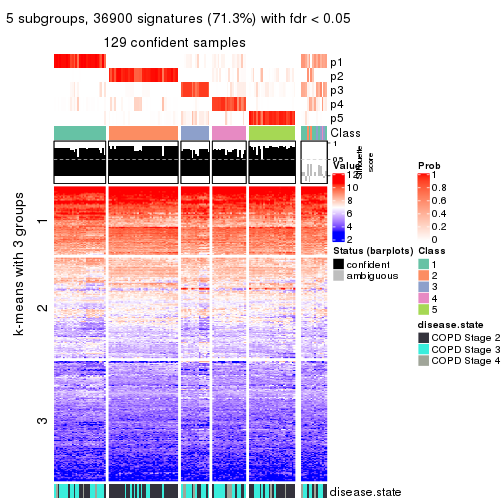 5 subgroups, 36900 signatures (71.3%) with fdr < 0.05
129 confident samples
p1
p2
p3
p4
p5
Class
1
0.5
0
Silhouette
score
k-means with 3 groups
1
2
3
disease.state
Value
12
10
8
6
4
2
Prob
1
0.8
0.6
0.4
0.2
0
Status (barplots)
confident
ambiguous
Class
1
2
3
4
5
disease.state
COPD Stage 2
COPD Stage 3
COPD Stage 4